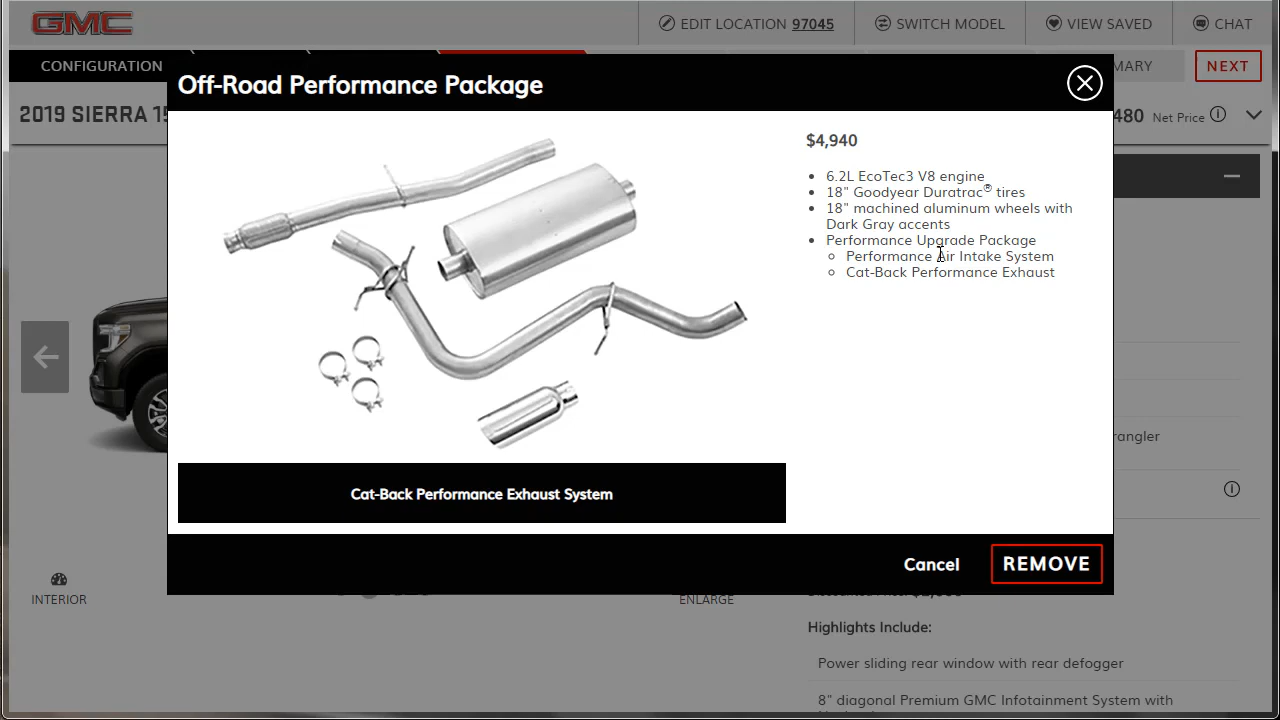 GMC
EDIT LOCATION 97045
SWITCH MODEL
VIEW SAVED
CHAT
CONFIGURATION
MARY
NEXT
2019 SIERRA 15
480 Net Price
Off-Road Performance Package
$4,940
6.2L EcoTec3 V8 engine
18" Goodyear Duratrac® tires
18" machined aluminum wheels with
Dark Gray accents
Performance Upgrade Package
Performance Air Intake System
Cat-Back Performance Exhaust
rangler
Cat-Back Performance Exhaust System
Cancel
REMOVE
INTERIOR
ENLARGE
Highlights Include:
Power sliding rear window with rear defogger
8" diagonal Premium GMC Infotainment System with